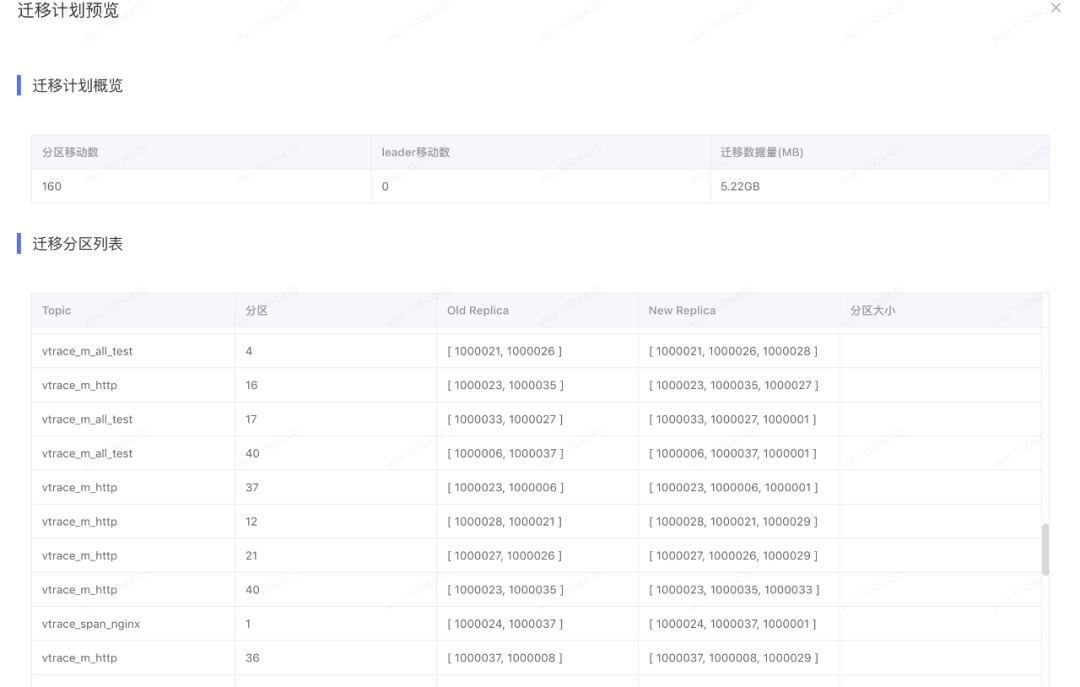 迁移计划预览
迁移计划概览
分区移动数 leader移动数 迁移数据量(MB)
160 0 5.22GB
迁移分区列表
Topic 分区 Old Replica New Replica 分区大小
vtrace_m_all_test 4 [ 1000021, 1000026 ] [ 1000021, 1000026, 1000028 ]
vtrace_m_http 16 [ 1000023, 1000035 ] [ 1000023, 1000035, 1000027 ]
vtrace_m_all_test 17 [ 1000033, 1000027 ] [ 1000033, 1000027, 1000001 ]
vtrace_m_all_test 40 [ 1000006, 1000037 ] [ 1000006, 1000037, 1000001 ]
vtrace_m_http 37 [ 1000023, 1000006 ] [ 1000023, 1000006, 1000001 ]
vtrace_m_http 12 [ 1000028, 1000021 ] [ 1000028, 1000021, 1000029 ]
vtrace_m_http 21 [ 1000027, 1000026 ] [ 1000027, 1000026, 1000029 ]
vtrace_m_http 40 [ 1000023, 1000035 ] [ 1000023, 1000035, 1000033 ]
vtrace_span_nginx 1 [ 1000024, 1000037 ] [ 1000024, 1000037, 1000001 ]
vtrace_m_http 36 [ 1000037, 1000008 ] [ 1000037, 1000008, 1000029 ]